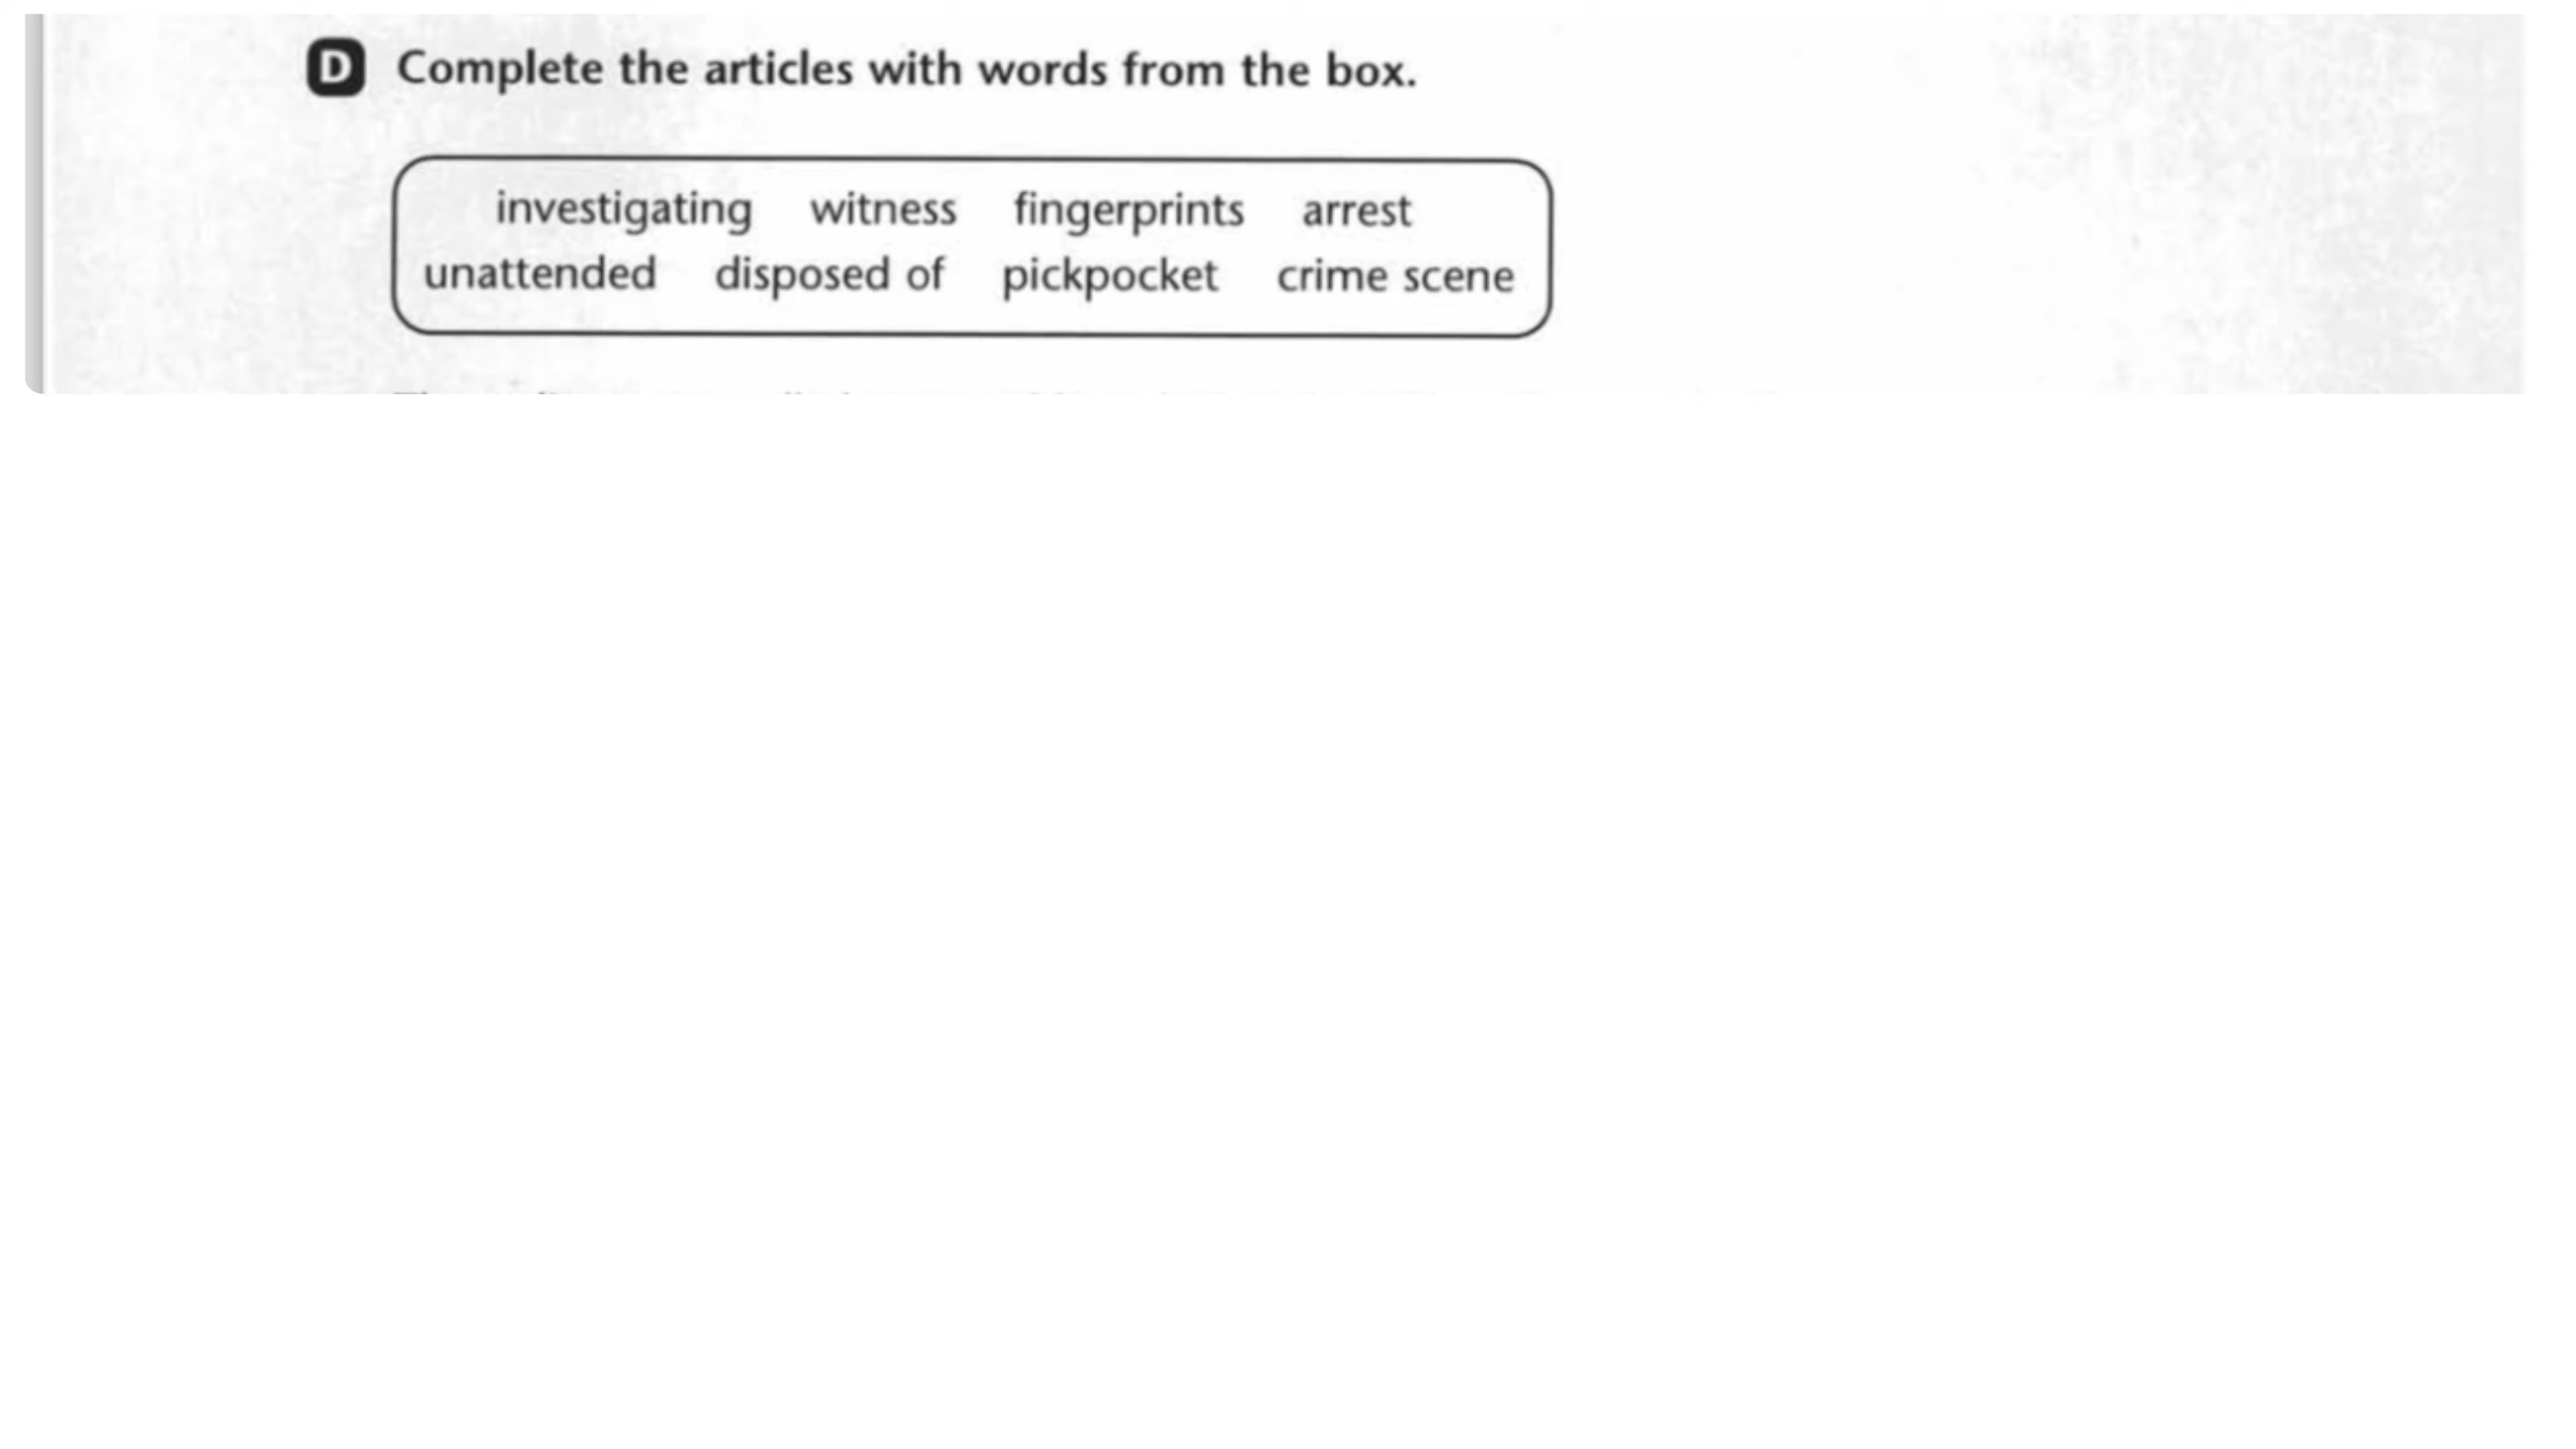 D Complete the articles with words from the box.
investigating witness fingerprints arrest
unattended disposed of pickpocket crime scene